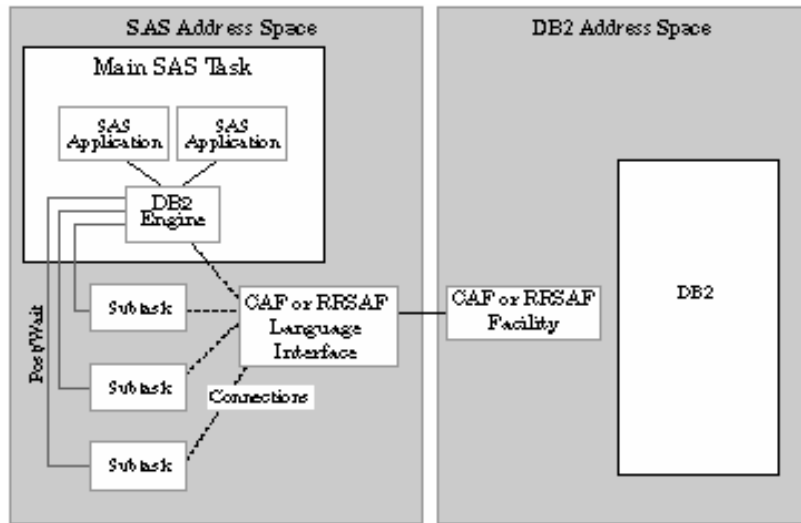 SAS Address Space
Main SAS Task
SAS
Application
SAS
Application
DB2
Engine
Post/Wait
Subtask
Subtask
Subtask
CAF or RRSAF
Language
Interface
Connections
DB2 Address Space
CAF or RRSAF
Facility
DB2